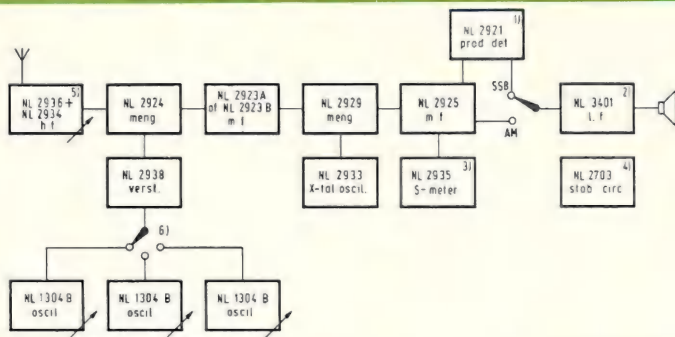 1)
NL 2921
prod det
5)
NL 2936+
NL 2934
h f
NL 2924
meng
NL 2923A
of NL 2923 B
m f
NL 2929
meng
NL 2925
m f
SSB
AM
2)
NL 3401
l.f
NL 2938
verst.
NL 2933
X-tal oscil.
3)
NL 2935
S-meter
4)
NL 2703
stab circ
6)
NL 1304 B
oscil
NL 1304 B
oscil
NL 1304 B
oscil